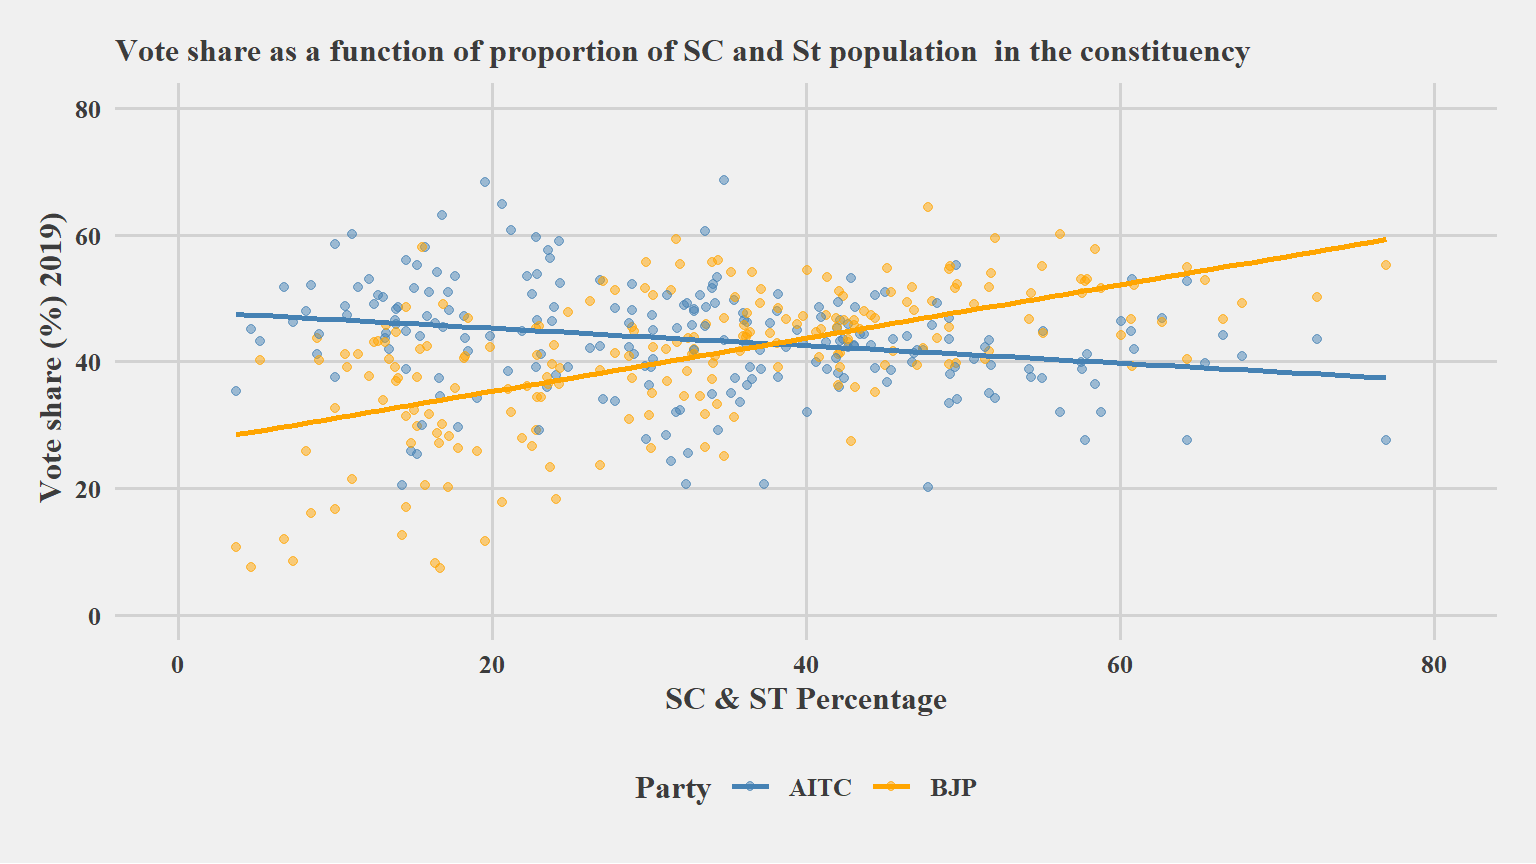 Vote share as a function of proportion of SC and St population  in the constituency
Vote share (%) 2019)
80
60
40
20
0
0 20 40 60 80
SC & ST Percentage
Party AITC BJP